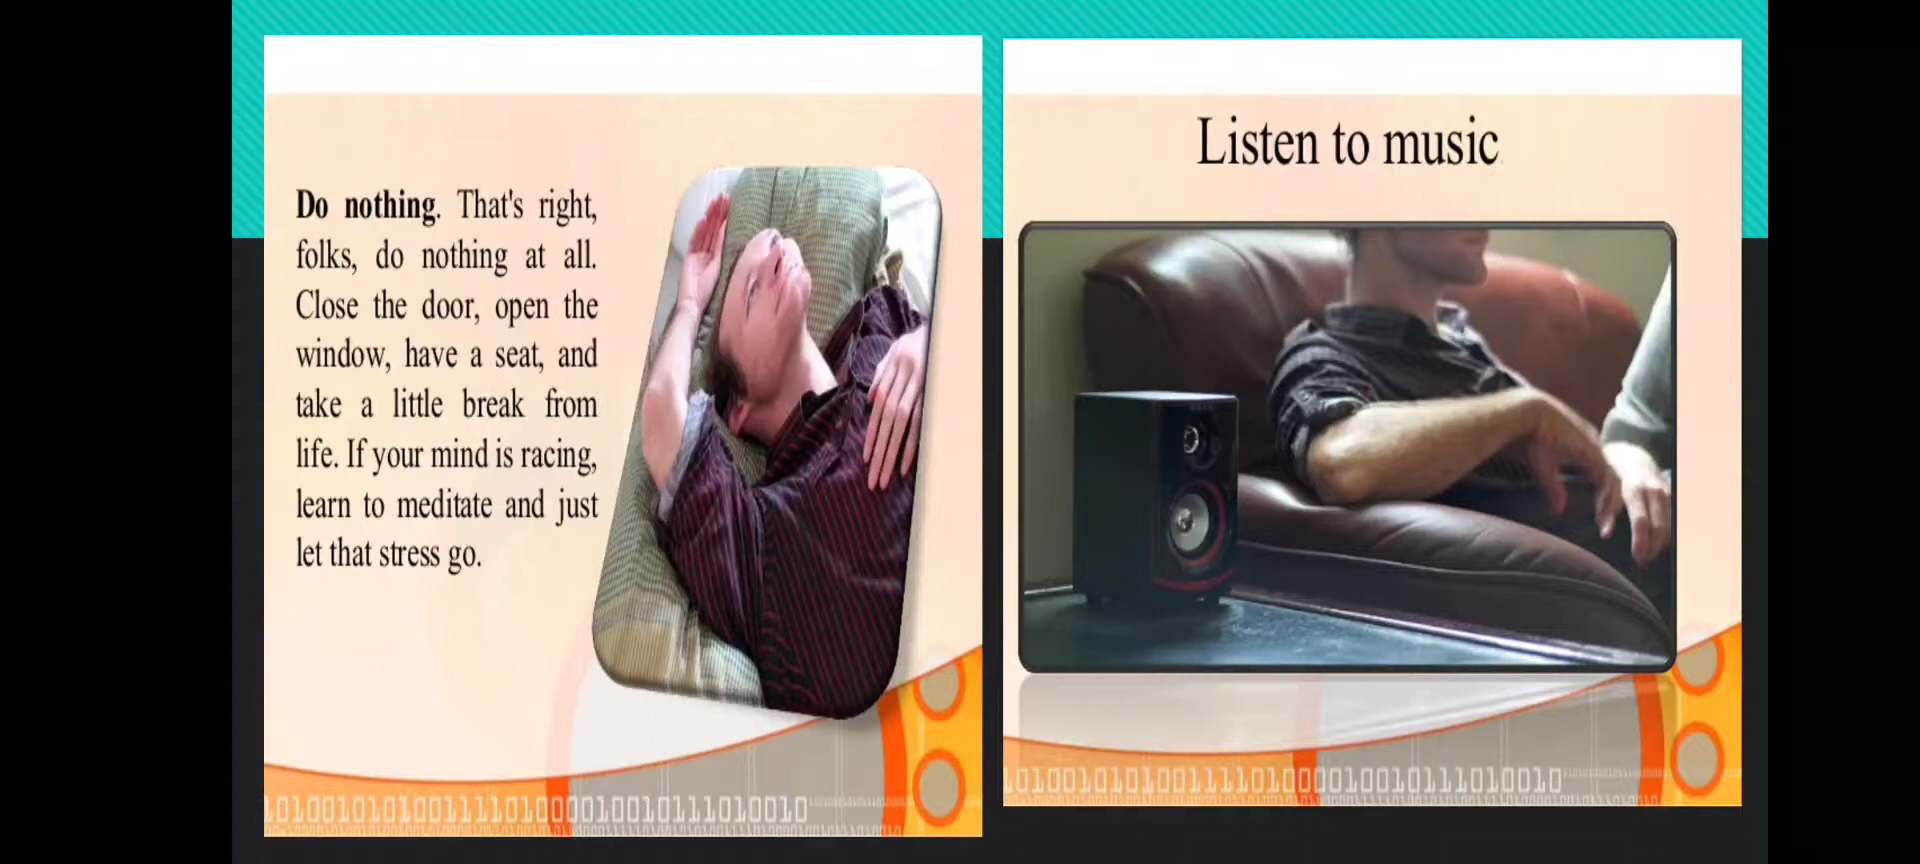 Do nothing. That's right,
folks, do nothing at all.
Close the door, open the
window, have a seat, and
take a little break from
life. If your mind is racing,
learn to meditate and just
let that stress go.
Listen to music
101001010100111101000010010111010010
101001010100111101000010010111010010